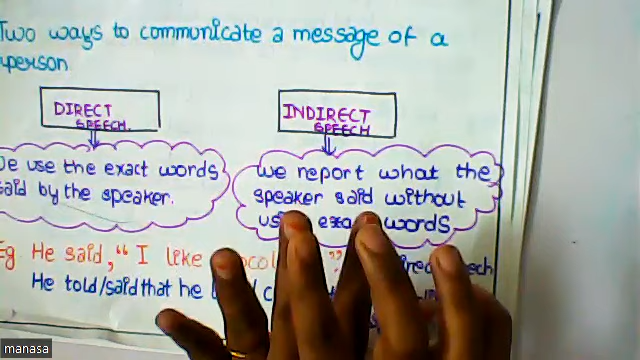 Two ways to communicate a message of a
person
DIRECT
SPEECH.
INDIRECT
SPEECH
We use the exact words
said by the speaker.
We report what the
speaker said without
words
Eg. He said, "I like
He told/said that he
manasa